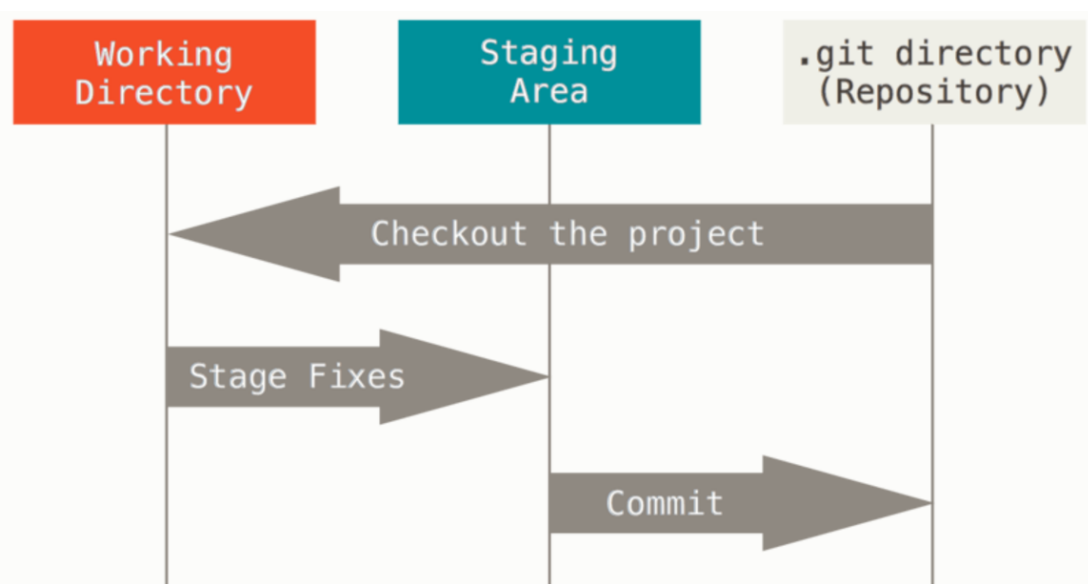 Working
Directory
Staging
Area
.git directory
(Repository)
Checkout the project
Stage Fixes
Commit